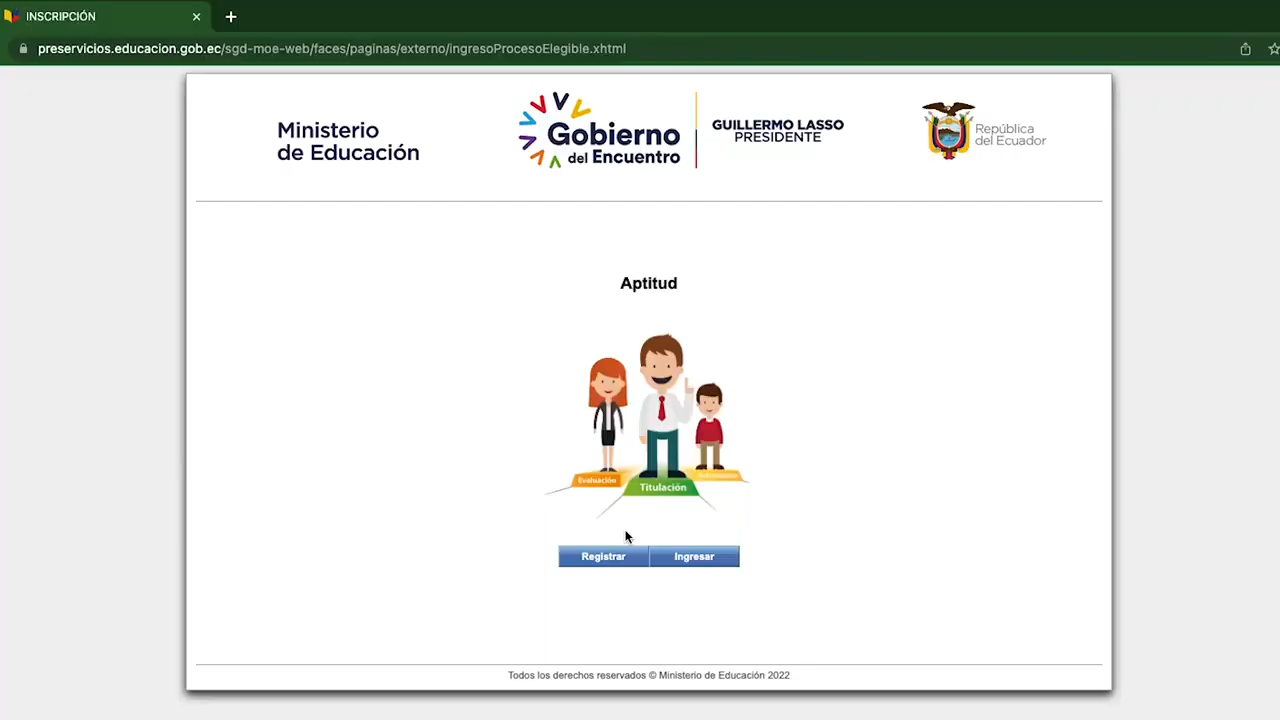 INSCRIPCIÓN
preservicios.educacion.gob.ec/sgd-moe-web/faces/paginas/externo/ingresoProcesoElegible.xhtml
Ministerio
de Educación
Gobierno
del Encuentro
GUILLERMO LASSO
PRESIDENTE
República
del Ecuador
Aptitud
Evaluación
Titulación
Registrar
Ingresar
Todos los derechos reservados © Ministerio de Educación 2022